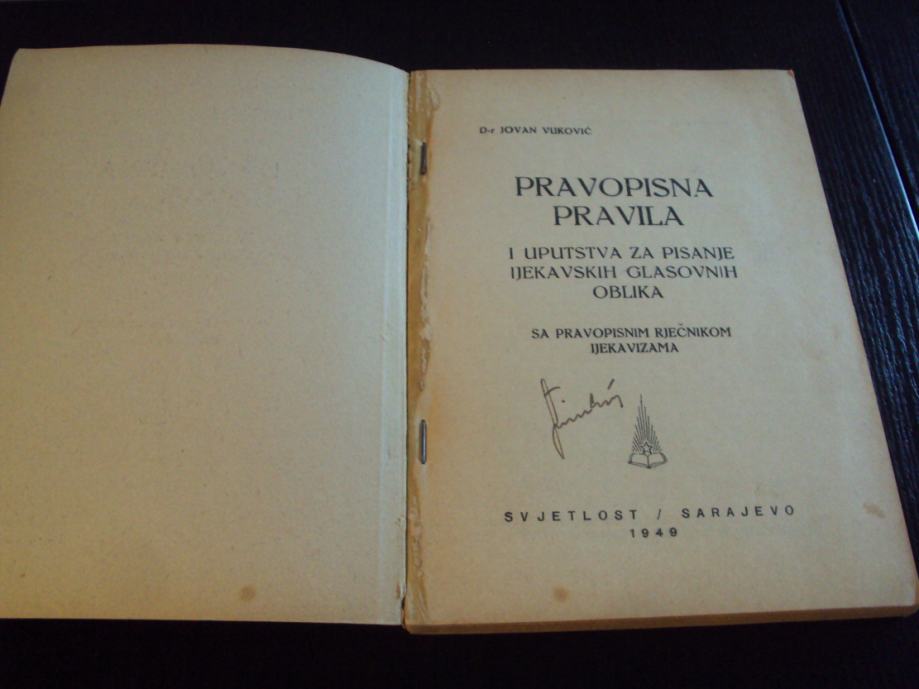 D-r JOVAN VUKOVIĆ
PRAVOPISNA
PRAVILA
I UPUTSTVA ZA PISANJE
IJEKAVSKIH GLASOVNIH
OBLIKA
SA PRAVOPISNIM RJEČNIKOM
IJEKAVIZAMA
SVJETLOST / SARAJEVO
1949